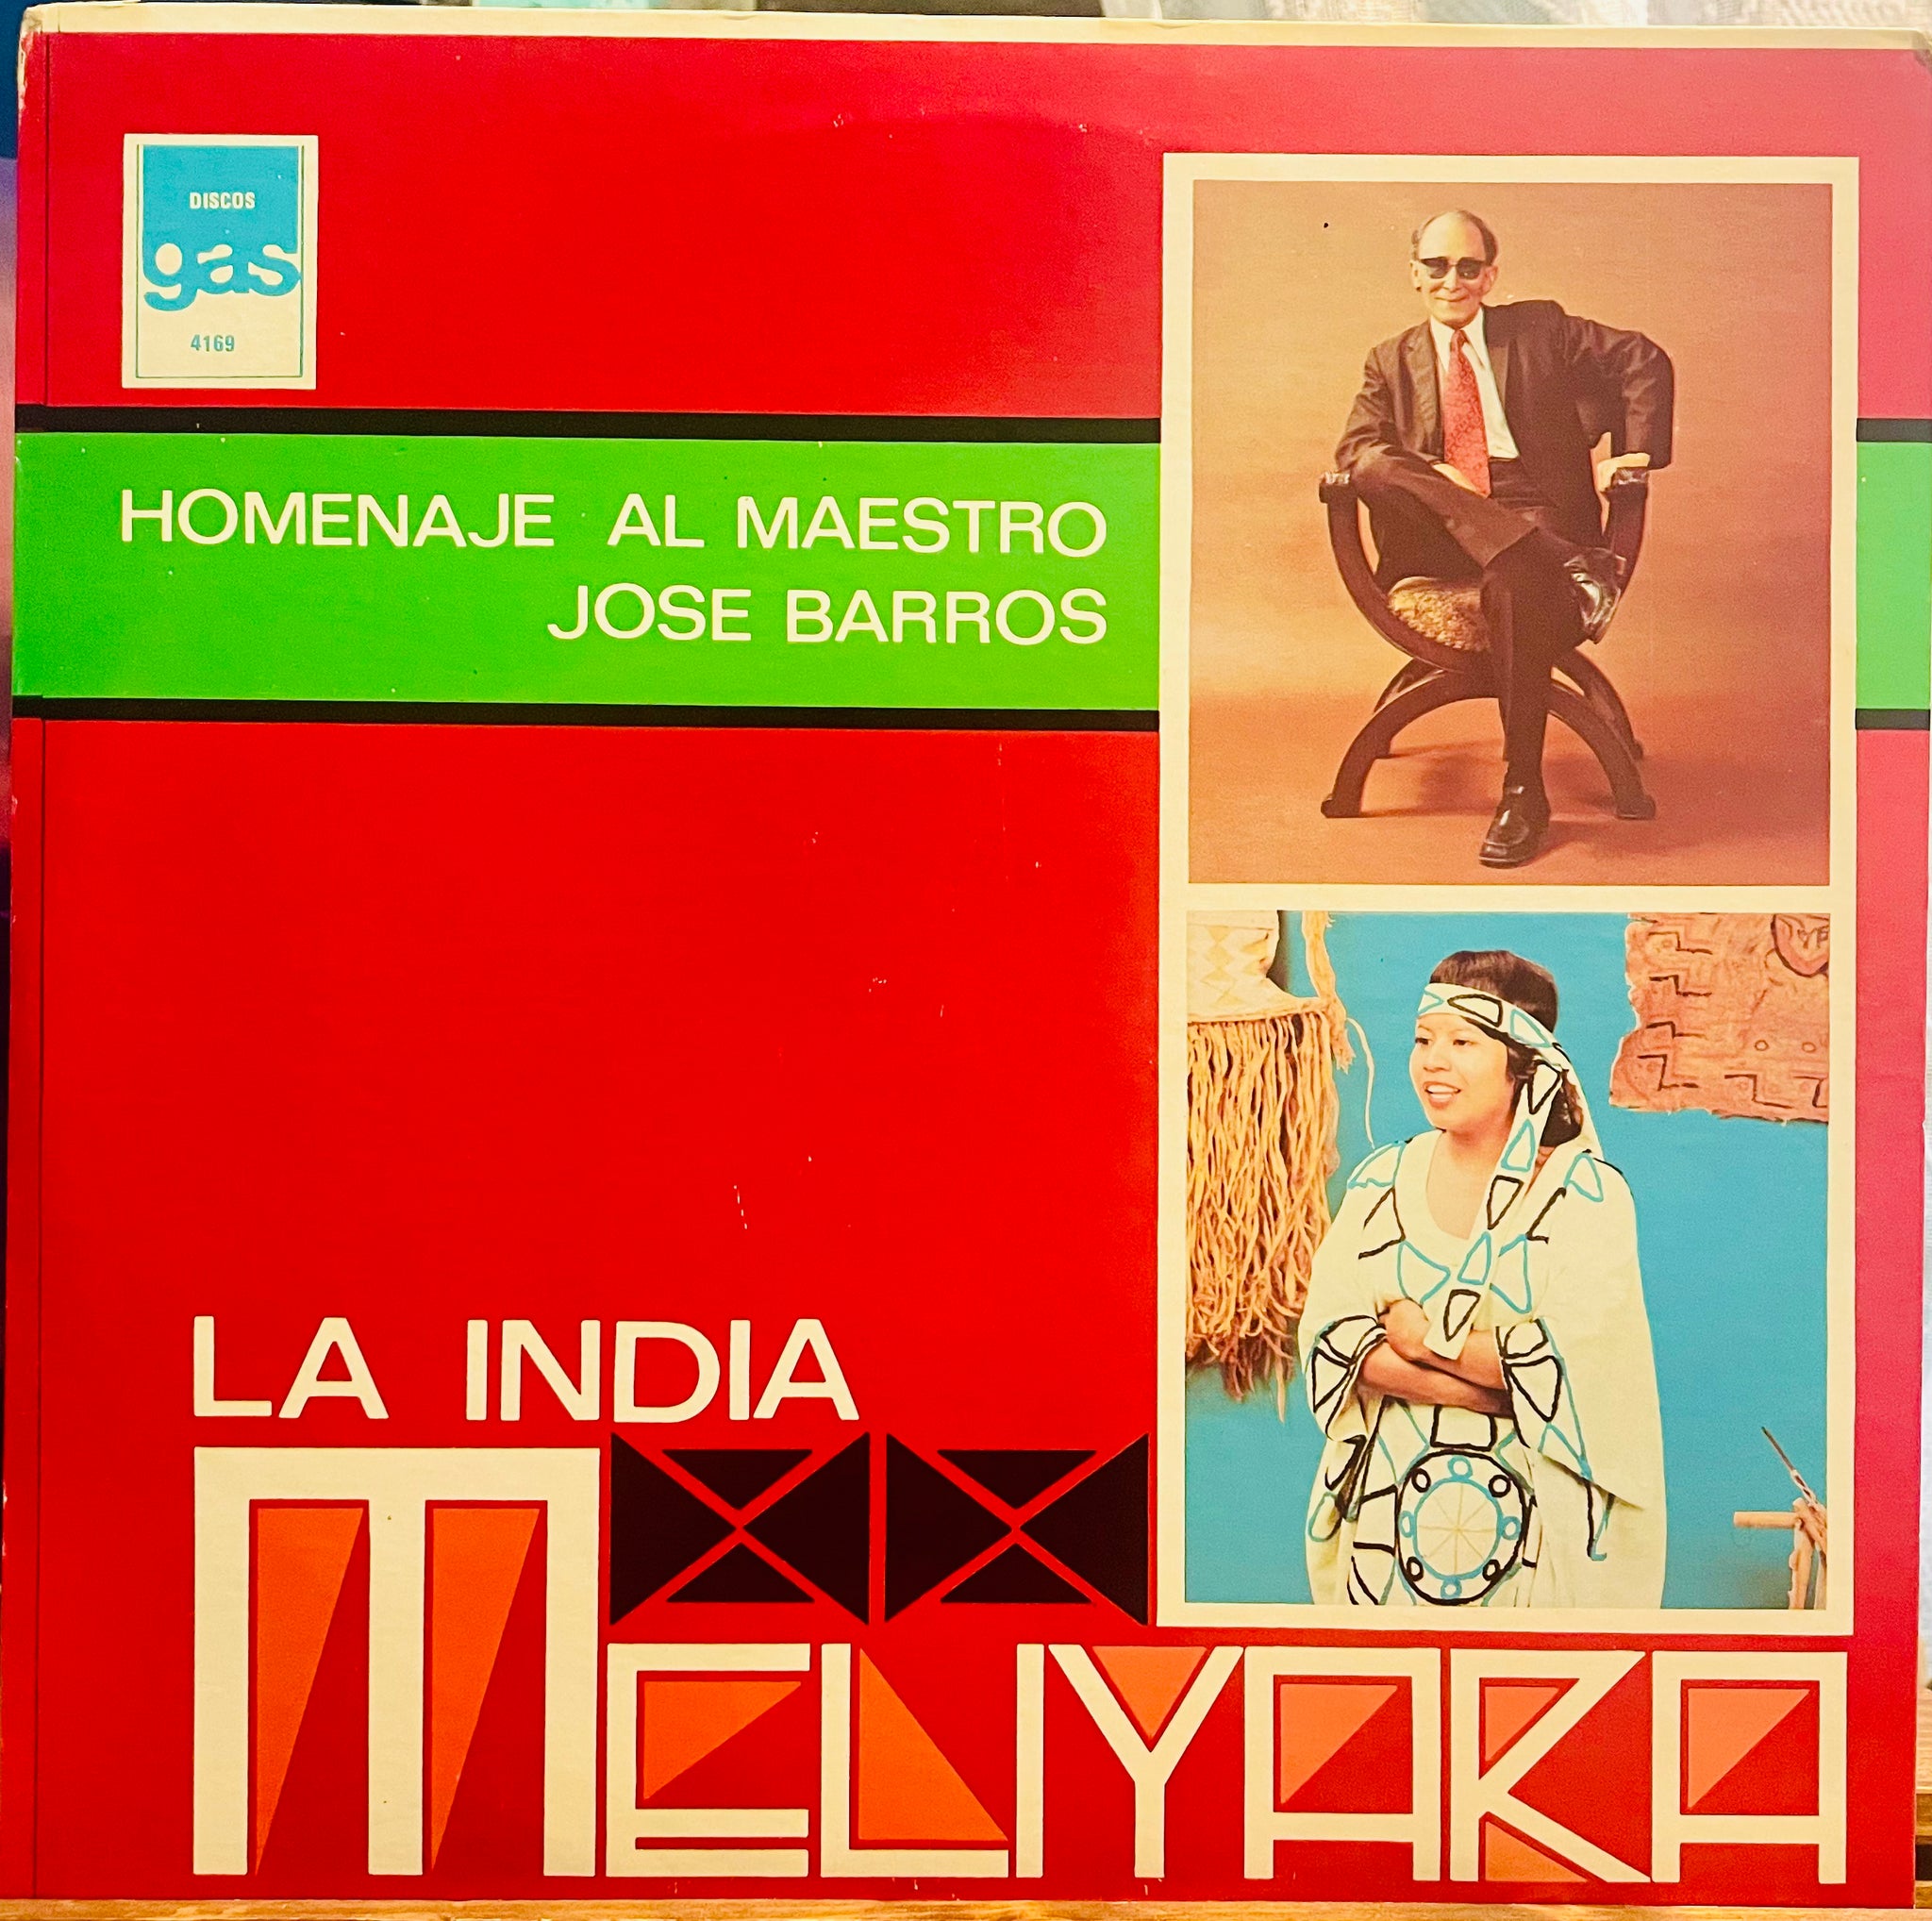 DISCOS
gas
4169
HOMENAJE AL MAESTRO
JOSE BARROS
LA INDIA
MELIYARA